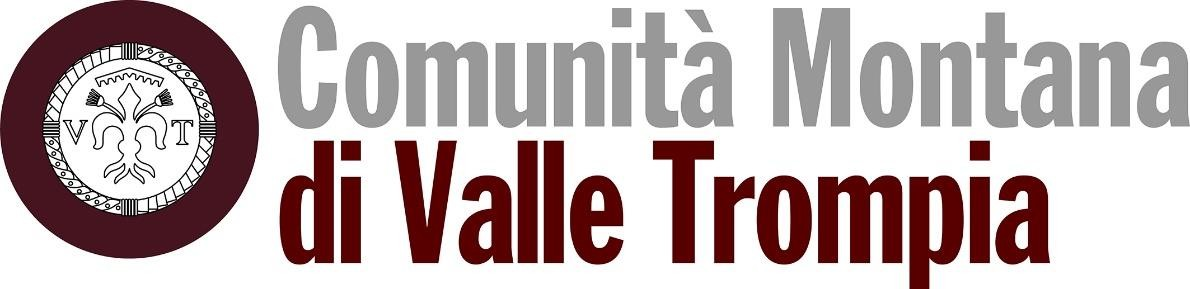 V T
Comunità Montana
di Valle Trompia